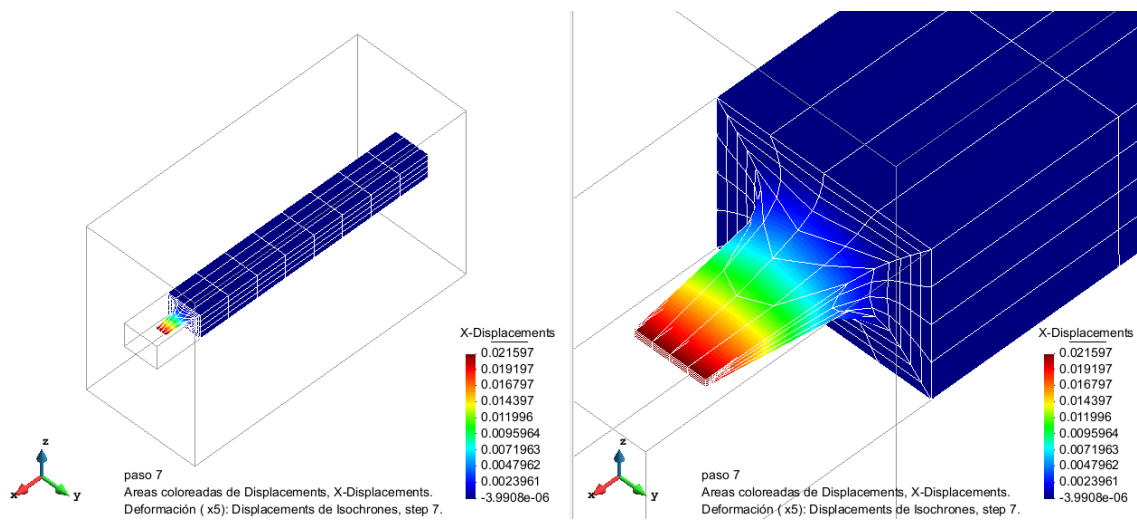 X-Displacements
0.021597
0.019197
0.016797
0.014397
0.011996
0.0095964
0.0071963
0.0047962
0.0023961
-3.9908e-06
z
x
y
paso 7
Areas coloreadas de Displacements, X-Displacements.
Deformación ( x5): Displacements de Isochrones, step 7.
X-Displacements
0.021597
0.019197
0.016797
0.014397
0.011996
0.0095964
0.0071963
0.0047962
0.0023961
-3.9908e-06
z
x
y
paso 7
Areas coloreadas de Displacements, X-Displacements.
Deformación ( x5): Displacements de Isochrones, step 7.